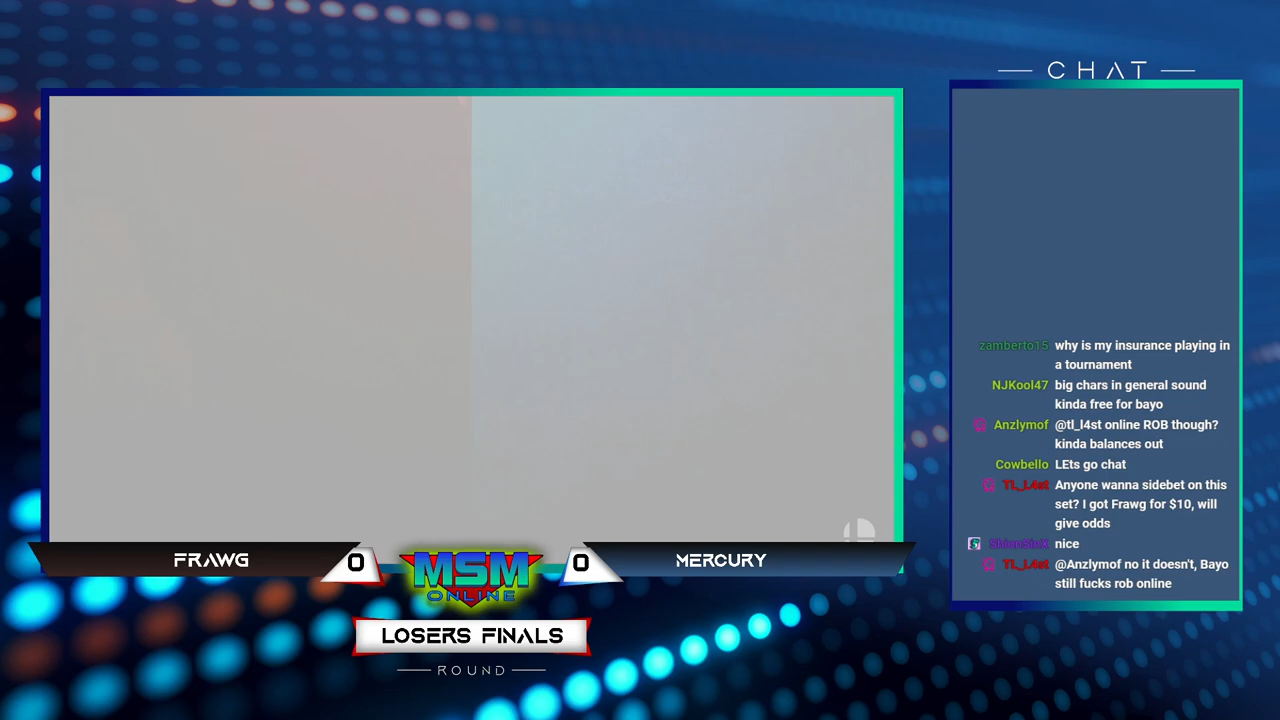 CHAT
zamberto15 why is my insurance playing in
a tournament
NJKool47 big chars in general sound
kinda free for bayo
Anzlymof @tl_l4st online ROB though?
kinda balances out
Cowbello LEts go chat
TL_L4st Anyone wanna sidebet on this
set? I got Frawg for $10, will
give odds
nice
TL_L4st @Anzlymof no it doesn't, Bayo
still fucks rob online
FRAWG 0 MSM 0 MERCURY
ONLINE
LOSERS FINALS
ROUND